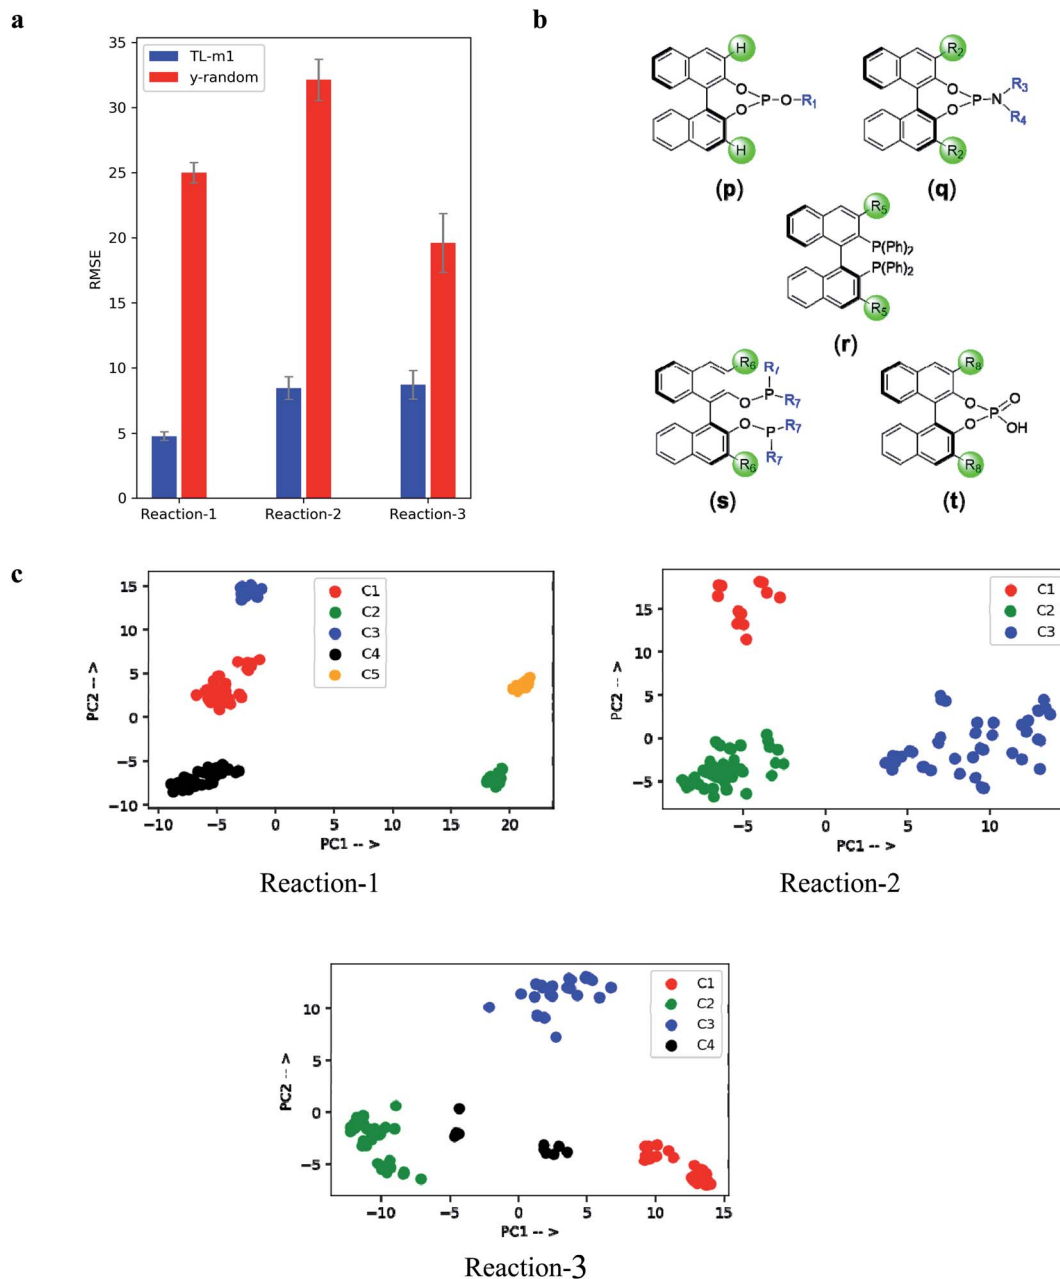 a
35
30
25
20
15
10
5
0
RMSE
TL-m1
y-random
Reaction-1
Reaction-2
Reaction-3
b
H
O
O
P
O
R₁
H
(p)
R₂
O
O
P
N
R₃
R₄
R₂
(q)
R₅
P(Ph)₂
P(Ph)₂
R₅
(r)
R₆
R₇
O
P
R₇
O
P
R₇
R₇
R₆
(s)
R₈
O
O
P
O
OH
R₈
(t)
c
15
10
5
0
−5
−10
PC2 -- >
C1
C2
C3
C4
C5
−10
−5
0
5
10
15
20
PC1 -- >
Reaction-1
15
10
5
0
−5
PC2 -- >
C1
C2
C3
−5
0
5
10
PC1 -- >
Reaction-2
10
5
0
−5
PC2 -- >
C1
C2
C3
C4
−10
−5
0
5
10
15
PC1 -- >
Reaction-3